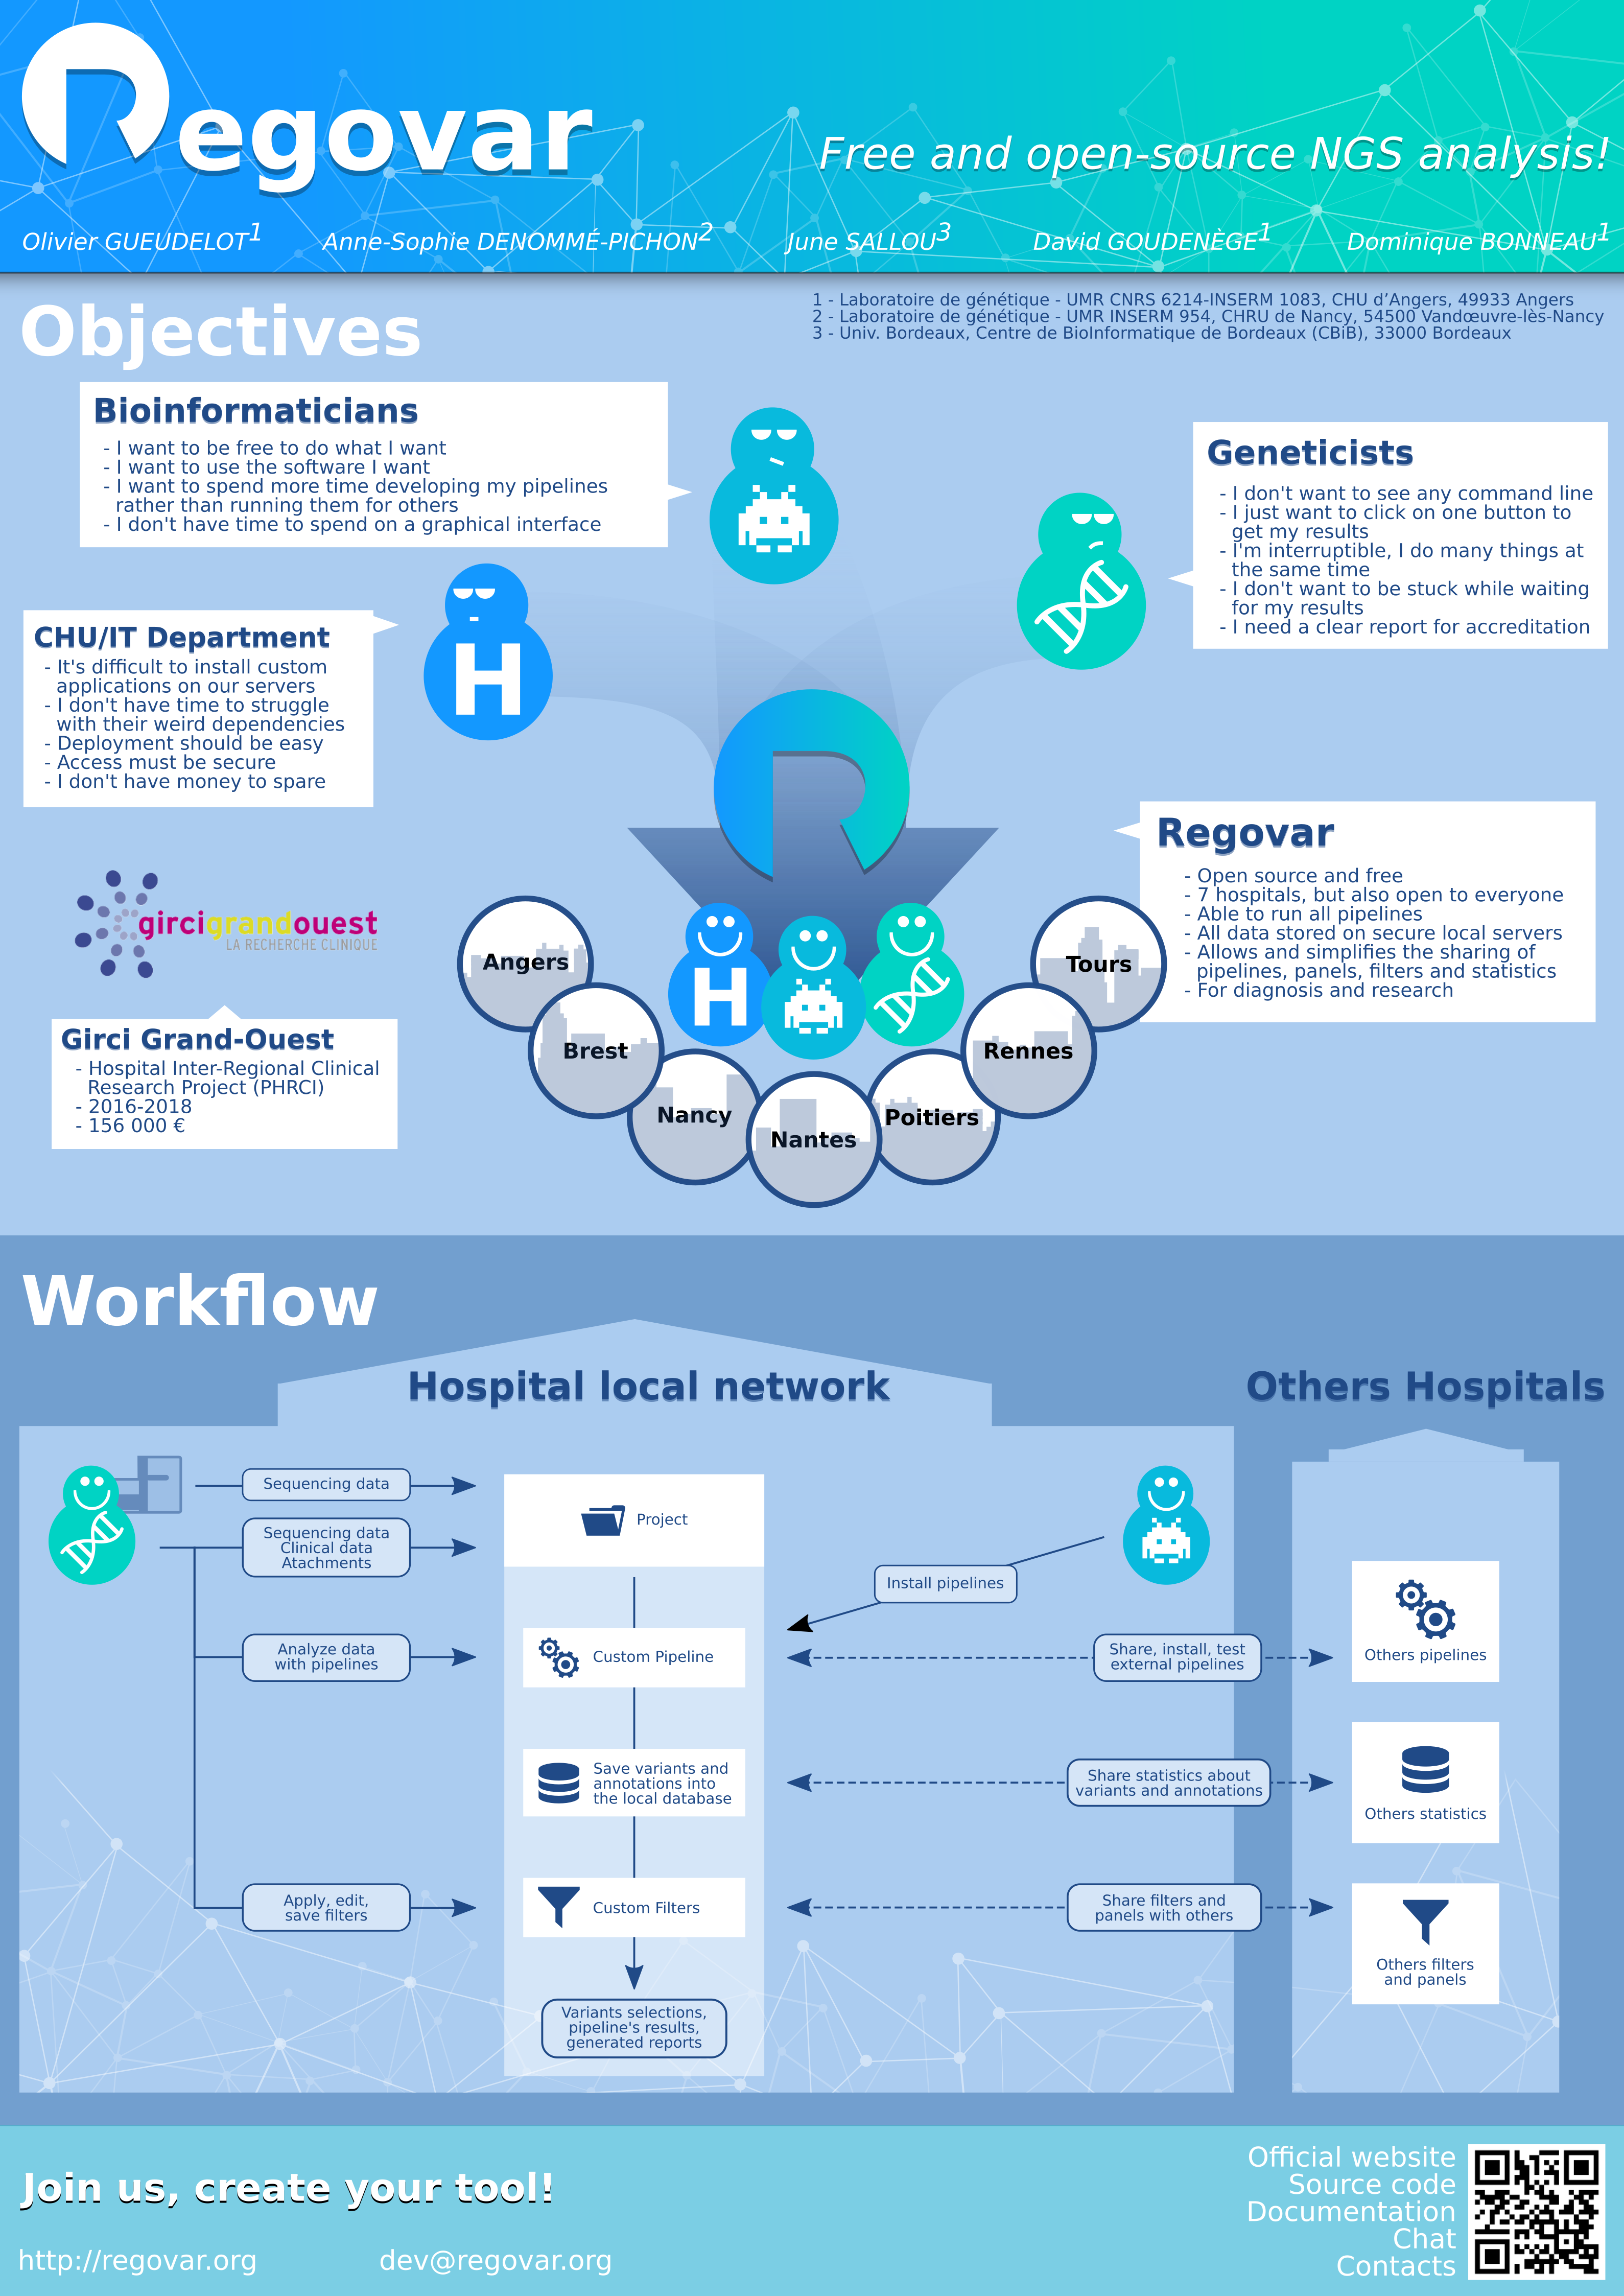 Regovar
Free and open-source NGS analysis!
Olivier GUEUDELOT1 Anne-Sophie DENOMMÉ-PICHON2 June SALLOU3 David GOUDENÈGE1 Dominique BONNEAU1
1 - Laboratoire de génétique - UMR CNRS 6214-INSERM 1083, CHU d’Angers, 49933 Angers
2 - Laboratoire de génétique - UMR INSERM 954, CHRU de Nancy, 54500 Vandœuvre-lès-Nancy
3 - Univ. Bordeaux, Centre de BioInformatique de Bordeaux (CBiB), 33000 Bordeaux
Objectives
Bioinformaticians
- I want to be free to do what I want
- I want to use the software I want
- I want to spend more time developing my pipelines
rather than running them for others
- I don't have time to spend on a graphical interface
Geneticists
- I don't want to see any command line
- I just want to click on one button to
get my results
- I'm interruptible, I do many things at
the same time
- I don't want to be stuck while waiting
for my results
- I need a clear report for accreditation
CHU/IT Department
- It's difficult to install custom
applications on our servers
- I don't have time to struggle
with their weird dependencies
- Deployment should be easy
- Access must be secure
- I don't have money to spare
H
Regovar
- Open source and free
- 7 hospitals, but also open to everyone
- Able to run all pipelines
- All data stored on secure local servers
- Allows and simplifies the sharing of
pipelines, panels, filters and statistics
- For diagnosis and research
gircigrandouest
LA RECHERCHE CLINIQUE
Girci Grand-Ouest
- Hospital Inter-Regional Clinical
Research Project (PHRCI)
- 2016-2018
- 156 000 €
H
Angers
Brest
Nancy
Nantes
Poitiers
Rennes
Tours
Workflow
Hospital local network
Others Hospitals
Sequencing data
Sequencing data
Clinical data
Atachments
Analyze data
with pipelines
Apply, edit,
save filters
Project
Custom Pipeline
Save variants and
annotations into
the local database
Custom Filters
Variants selections,
pipeline's results,
generated reports
Install pipelines
Share, install, test
external pipelines
Share statistics about
variants and annotations
Share filters and
panels with others
Others pipelines
Others statistics
Others filters
and panels
Join us, create your tool!
http://regovar.org
dev@regovar.org
Official website
Source code
Documentation
Chat
Contacts